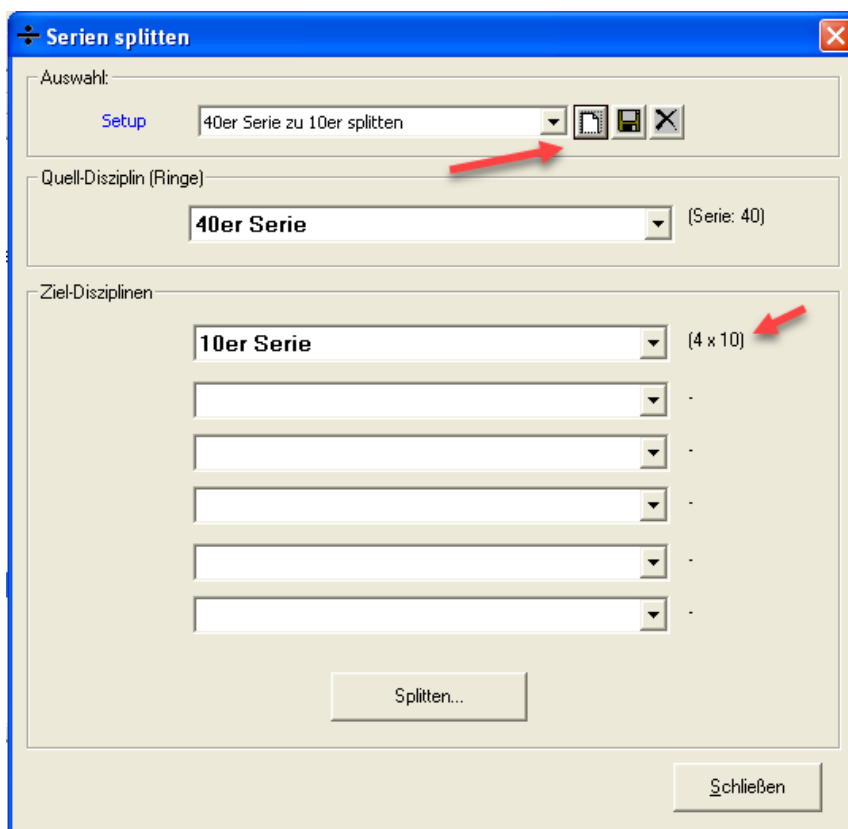 Serien splitten
Auswahl:
Setup 40er Serie zu 10er splitten
Quell-Disziplin (Ringe)
40er Serie (Serie: 40)
Ziel-Disziplinen
10er Serie (4 x 10)
-
-
-
-
-
Splitten...
Schließen